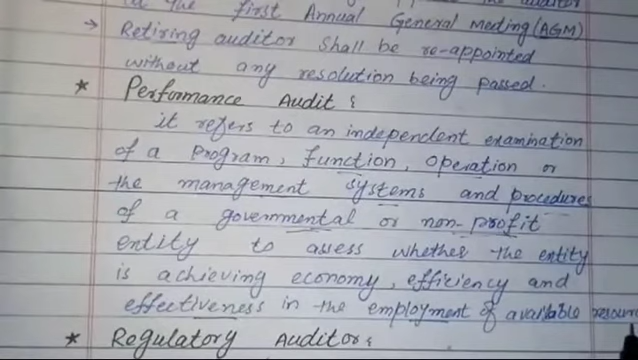 the first Annual General Meeting (AGM)
→ Retiring auditor shall be re-appointed
without any resolution being passed.
* Performance Audit :
it refers to an independent examination
of a program, function, operation or
the management systems and procedures
of a governmental or non-profit
entity to assess whether the entity
is achieving economy, efficiency and
effectiveness in the employment of available
* Regulatory Auditor :